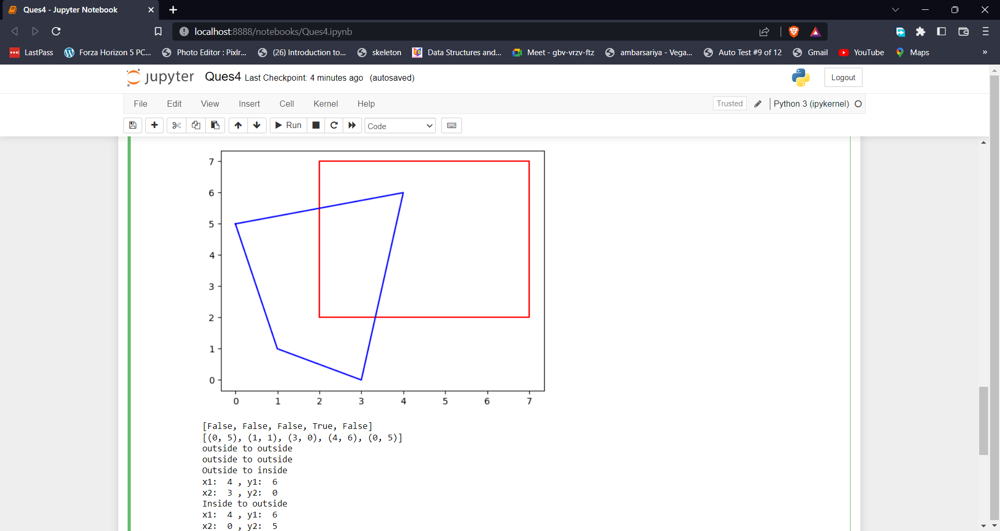 Ques4 - Jupyter Notebook
localhost:8888/notebooks/Ques4.ipynb
LastPass Forza Horizon 5 PC... Photo Editor : Pixlr... (26) Introduction to... skeleton Data Structures and... Meet - gbv-vrzv-ftz ambarsariya - Vega... Auto Test #9 of 12 Gmail YouTube Maps »
jupyter Ques4 Last Checkpoint: 4 minutes ago (autosaved) Logout
File Edit View Insert Cell Kernel Help Trusted Python 3 (ipykernel)
Run Code
7
6
5
4
3
2
1
0
0 1 2 3 4 5 6 7
[False, False, False, True, False]
[(0, 5), (1, 1), (3, 0), (4, 6), (0, 5)]
outside to outside
outside to outside
Outside to inside
x1:  4 , y1:  6
x2:  3 , y2:  0
Inside to outside
x1:  4 , y1:  6
x2:  0 , y2:  5